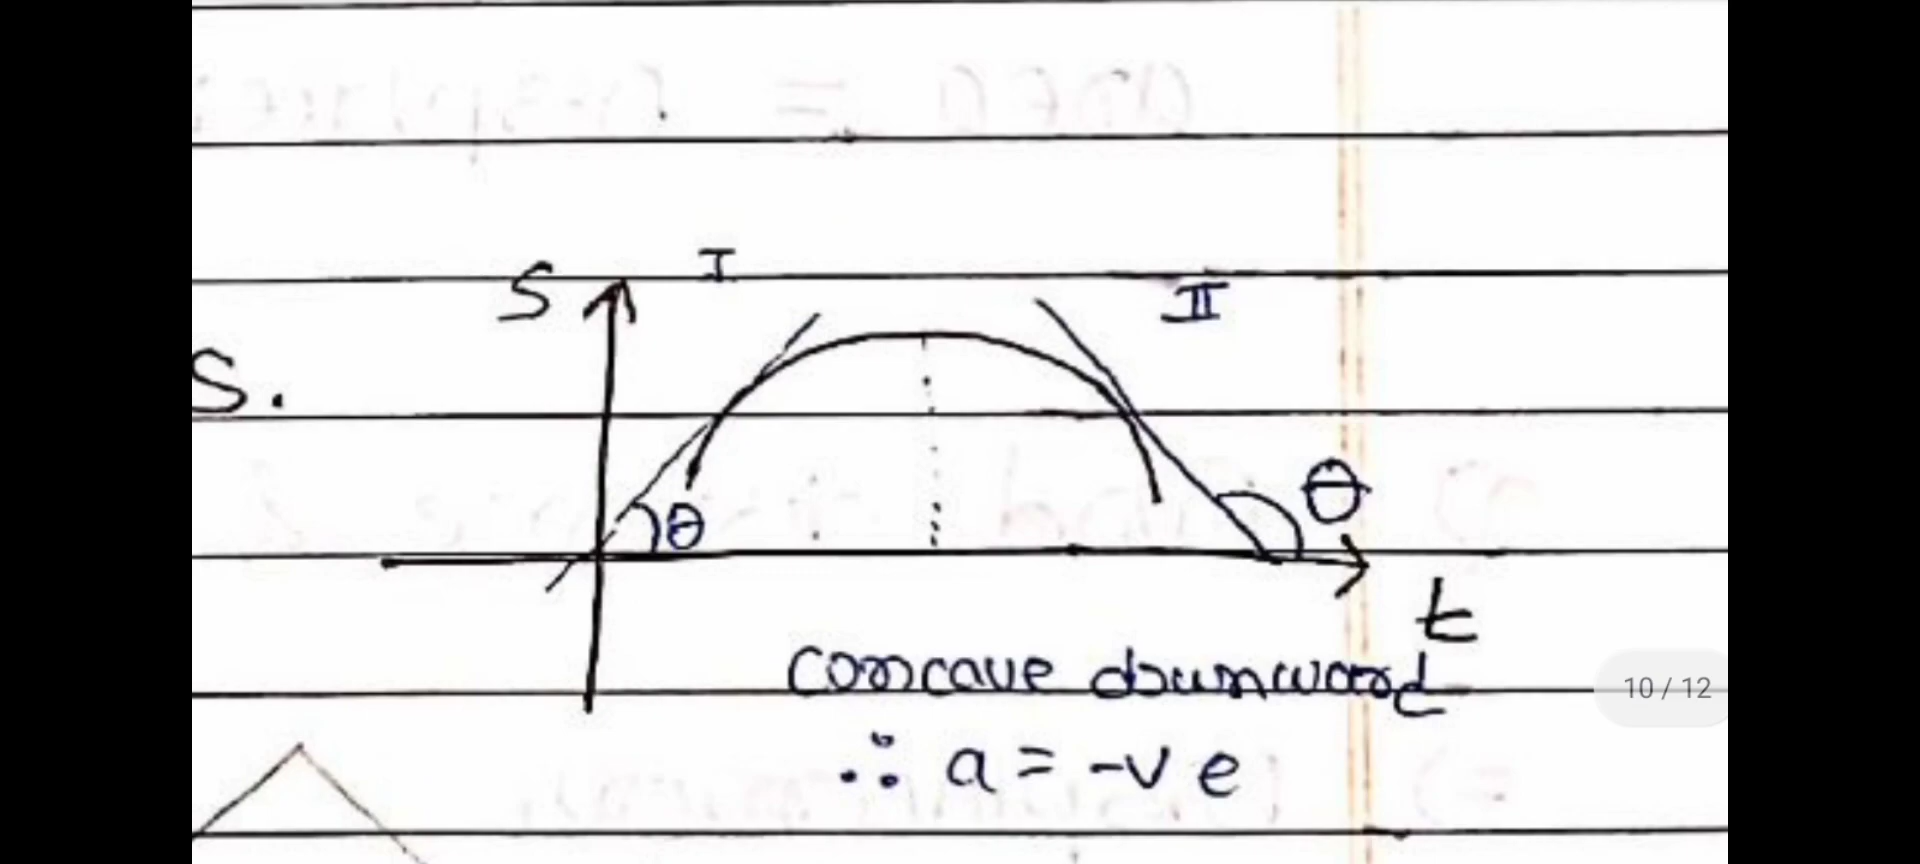 I
S
II
S.
θ
θ
t
concave downward
∴ a = -ve
10 / 12